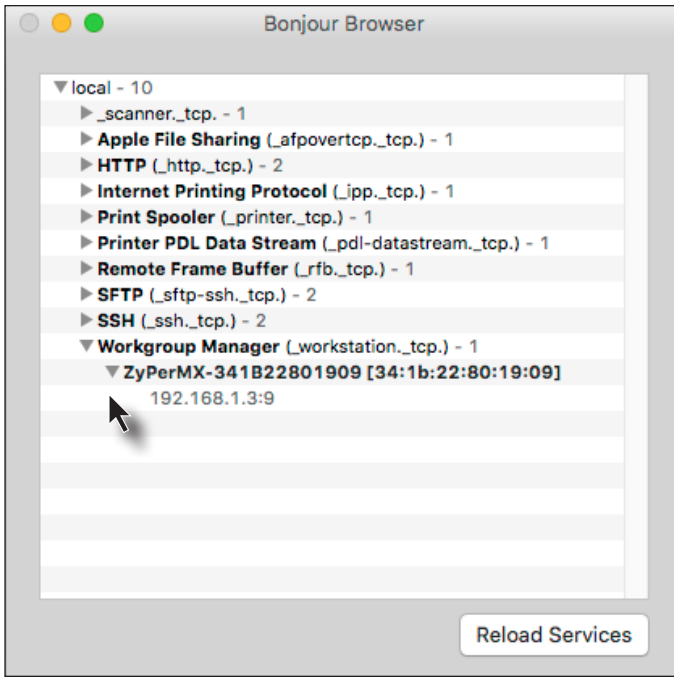 Bonjour Browser
local - 10
_scanner._tcp. - 1
Apple File Sharing (_afpovertcp._tcp.) - 1
HTTP (_http._tcp.) - 2
Internet Printing Protocol (_ipp._tcp.) - 1
Print Spooler (_printer._tcp.) - 1
Printer PDL Data Stream (_pdl-datastream._tcp.) - 1
Remote Frame Buffer (_rfb._tcp.) - 1
SFTP (_sftp-ssh._tcp.) - 2
SSH (_ssh._tcp.) - 2
Workgroup Manager (_workstation._tcp.) - 1
ZyPerMX-341B22801909 [34:1b:22:80:19:09]
192.168.1.3:9
Reload Services